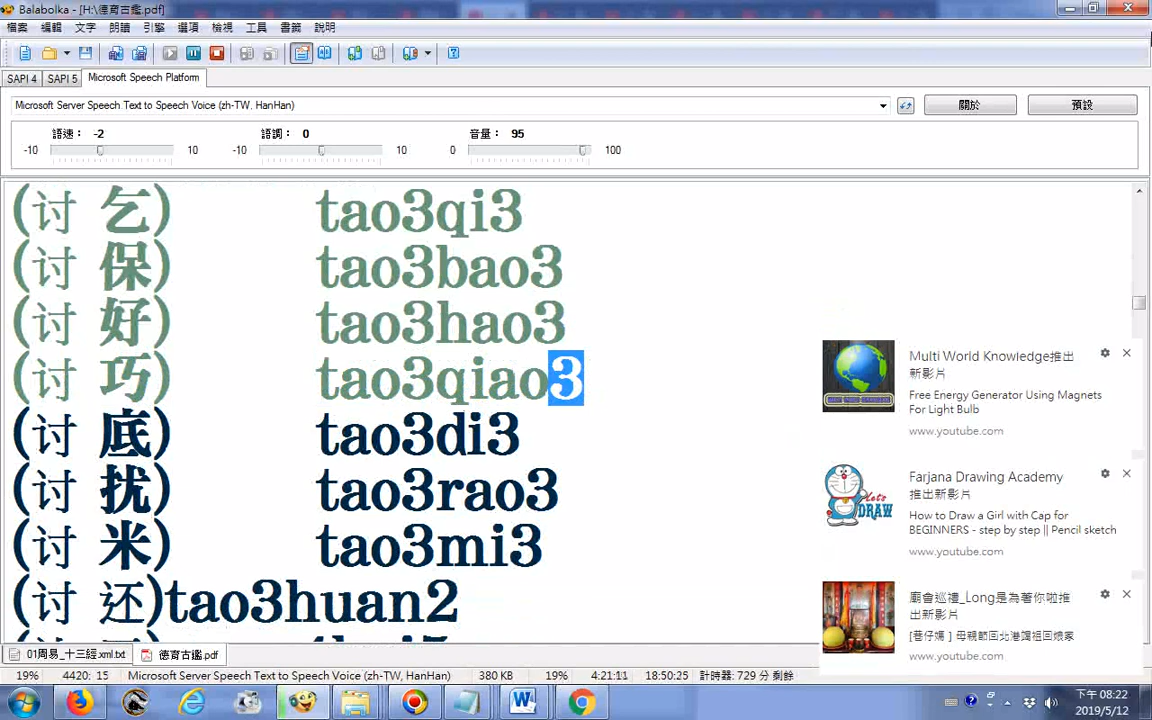 Balabolka - [H:\德育古鑑.pdf]
檔案 編輯 文字 朗讀 引擎 選項 檢視 工具 書籤 說明
SAPI 4 SAPI 5 Microsoft Speech Platform
Microsoft Server Speech Text to Speech Voice (zh-TW, HanHan) 關於 預設
語速： -2 語調： 0 音量： 95
-10 10 -10 10 0 100
(讨 乞) tao3qi3
(讨 保) tao3bao3
(讨 好) tao3hao3
(讨 巧) tao3qiao3
(讨 底) tao3di3
(讨 扰) tao3rao3
(讨 米) tao3mi3
(讨 还)tao3huan2
Multi World Knowledge推出
新影片
Free Energy Generator Using Magnets
For Light Bulb
www.youtube.com
Farjana Drawing Academy
推出新影片
Let's DRAW
How to Draw a Girl with Cap for
BEGINNERS - step by step || Pencil sketch
www.youtube.com
廟會巡禮_Long是為著你啦推
出新影片
[巷仔媽 ] 母親節回北港謁祖回娘家
www.youtube.com
01周易_十三經.xml.txt 德育古鑑.pdf
19% 4420: 15 Microsoft Server Speech Text to Speech Voice (zh-TW, HanHan) 380 KB 19% 4:21:11 18:50:25 計時器: 729 分 剩餘
下午 08:22
2019/5/12